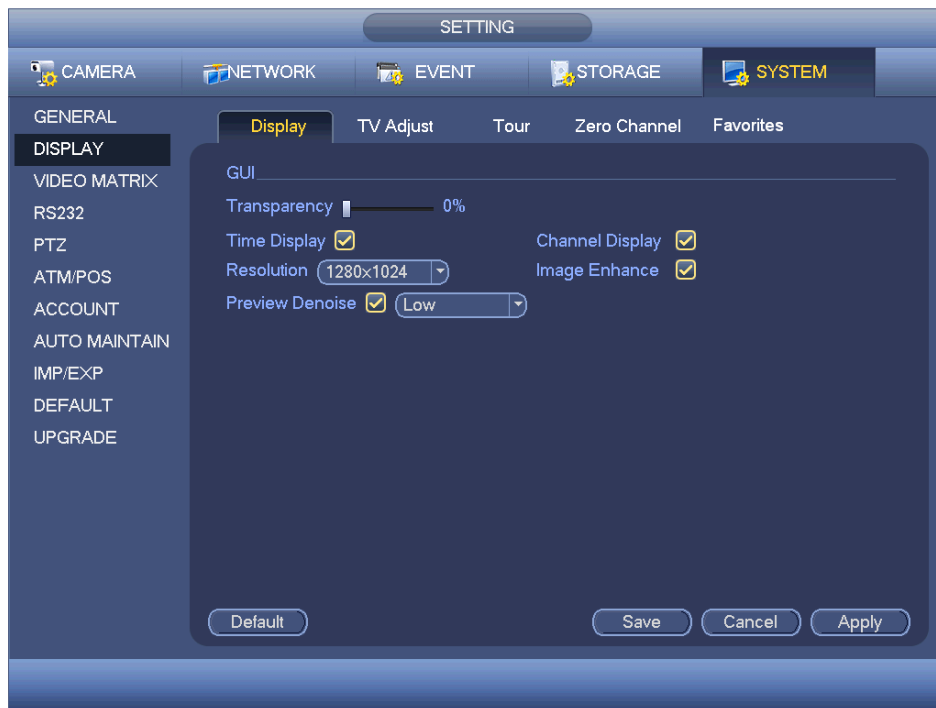 SETTING
CAMERA NETWORK EVENT STORAGE SYSTEM
GENERAL
DISPLAY
VIDEO MATRIX
RS232
PTZ
ATM/POS
ACCOUNT
AUTO MAINTAIN
IMP/EXP
DEFAULT
UPGRADE
Display TV Adjust Tour Zero Channel Favorites
GUI
Transparency 0%
Time Display Channel Display
Resolution 1280x1024 Image Enhance
Preview Denoise Low
Default Save Cancel Apply